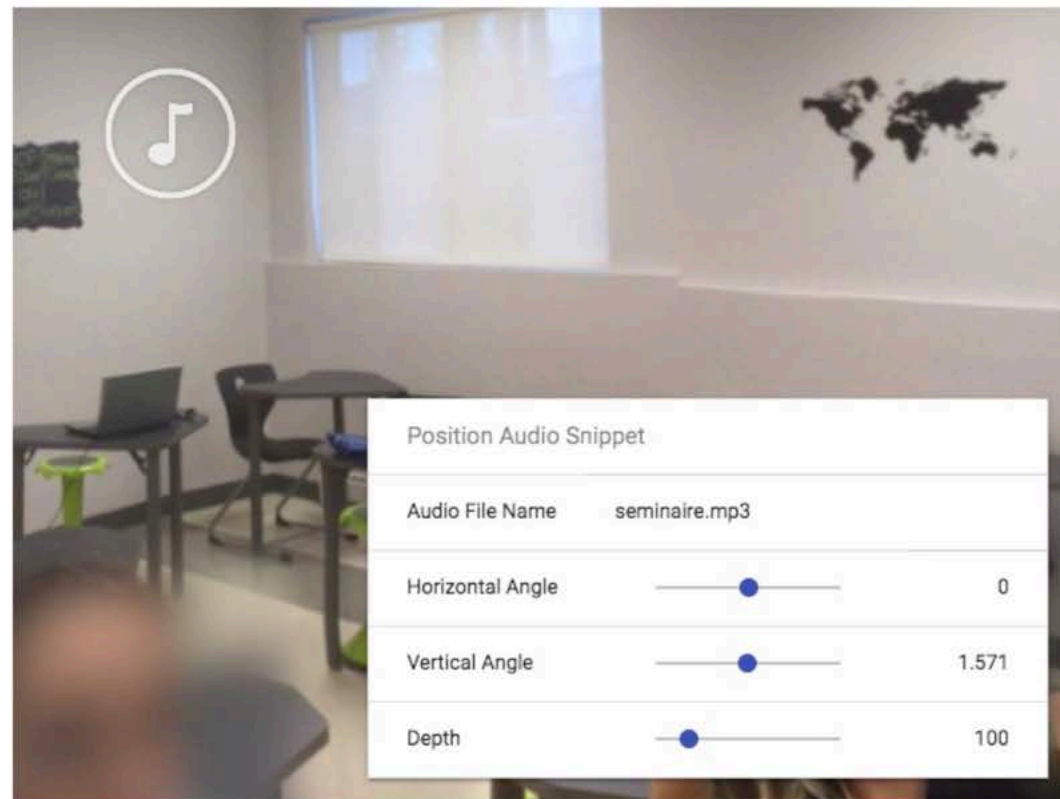 Position Audio Snippet
Audio File Name seminaire.mp3
Horizontal Angle 0
Vertical Angle 1.571
Depth 100